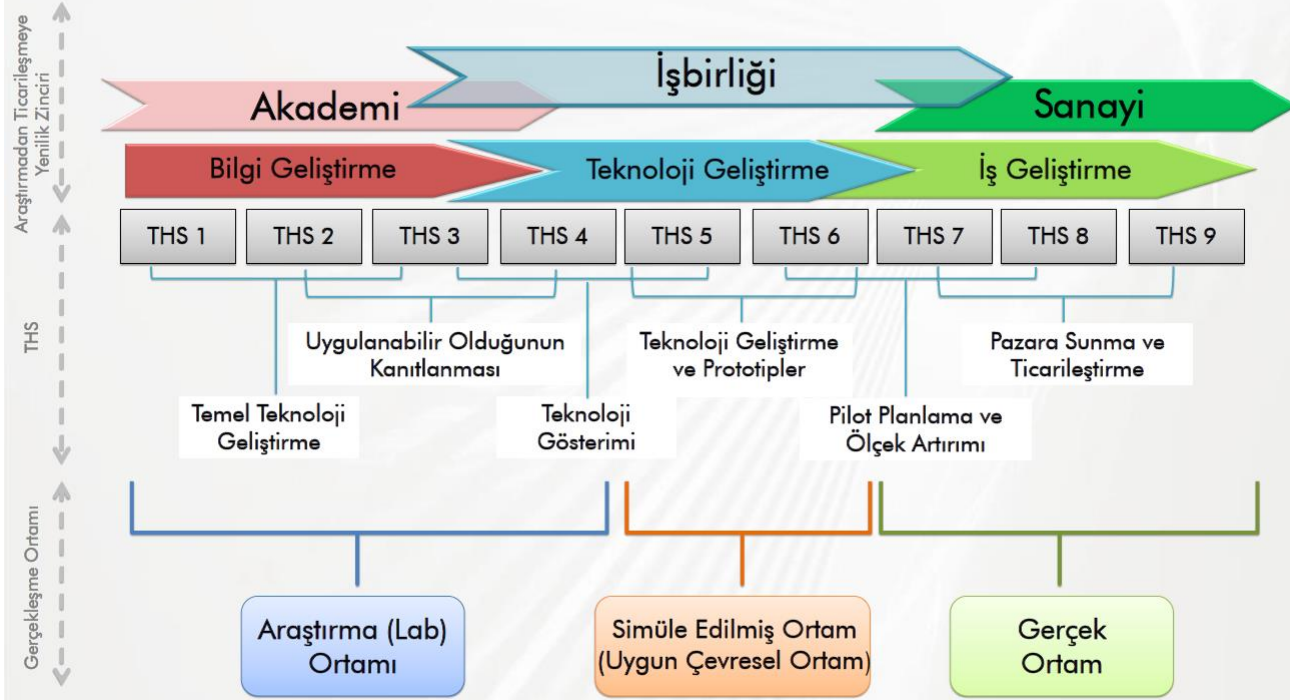 Araştırmadan Ticarileşmeye
Yenilik Zinciri
İşbirliği
Akademi
Sanayi
Bilgi Geliştirme
Teknoloji Geliştirme
İş Geliştirme
THS
THS 1
THS 2
THS 3
THS 4
THS 5
THS 6
THS 7
THS 8
THS 9
Uygulanabilir Olduğunun
Kanıtlanması
Teknoloji Geliştirme
ve Prototipler
Pazara Sunma ve
Ticarileştirme
Temel Teknoloji
Geliştirme
Teknoloji
Gösterimi
Pilot Planlama ve
Ölçek Artırımı
Gerçekleşme Ortamı
Araştırma (Lab)
Ortamı
Simüle Edilmiş Ortam
(Uygun Çevresel Ortam)
Gerçek
Ortam